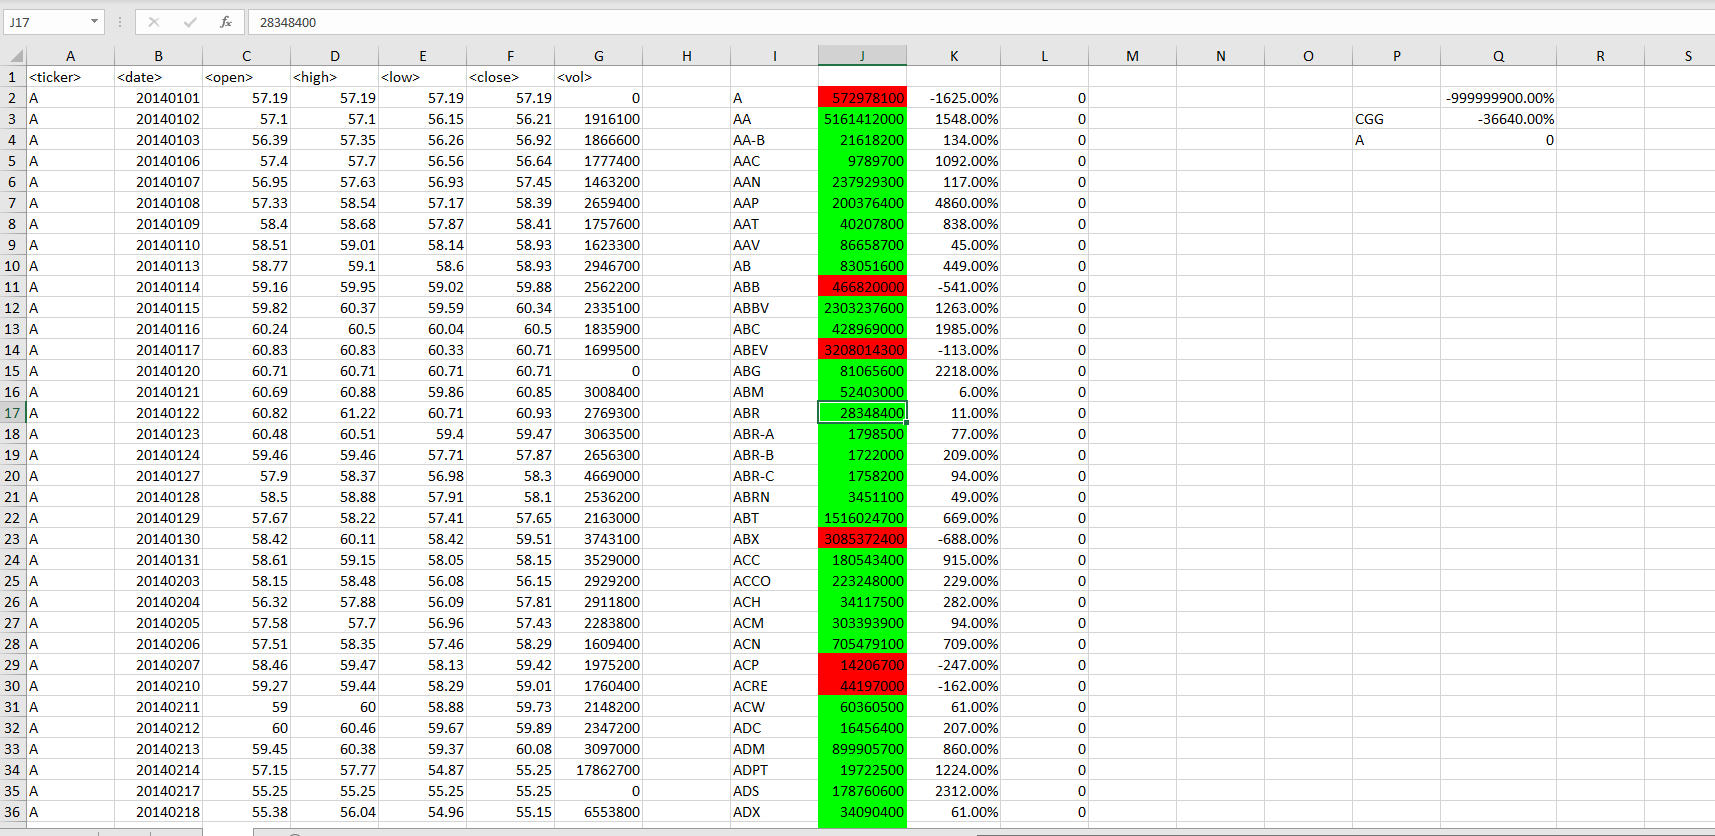 J17 fx 28348400
A B C D E F G H I J K L M N O P Q R S
1 <ticker> <date> <open> <high> <low> <close> <vol>
2 A 20140101 57.19 57.19 57.19 57.19 0 A 572978100 -1625.00% 0 -999999900.00%
3 A 20140102 57.1 57.1 56.15 56.21 1916100 AA 5161412000 1548.00% 0 CGG -36640.00%
4 A 20140103 56.39 57.35 56.26 56.92 1866600 AA-B 21618200 134.00% 0 A 0
5 A 20140106 57.4 57.7 56.56 56.64 1777400 AAC 9789700 1092.00% 0
6 A 20140107 56.95 57.63 56.93 57.45 1463200 AAN 237929300 117.00% 0
7 A 20140108 57.33 58.54 57.17 58.39 2659400 AAP 200376400 4860.00% 0
8 A 20140109 58.4 58.68 57.87 58.41 1757600 AAT 40207800 838.00% 0
9 A 20140110 58.51 59.01 58.14 58.93 1623300 AAV 86658700 45.00% 0
10 A 20140113 58.77 59.1 58.6 58.93 2946700 AB 83051600 449.00% 0
11 A 20140114 59.16 59.95 59.02 59.88 2562200 ABB 466820000 -541.00% 0
12 A 20140115 59.82 60.37 59.59 60.34 2335100 ABBV 2303237600 1263.00% 0
13 A 20140116 60.24 60.5 60.04 60.5 1835900 ABC 428969000 1985.00% 0
14 A 20140117 60.83 60.83 60.33 60.71 1699500 ABEV 3208014300 -113.00% 0
15 A 20140120 60.71 60.71 60.71 60.71 0 ABG 81065600 2218.00% 0
16 A 20140121 60.69 60.88 59.86 60.85 3008400 ABM 52403000 6.00% 0
17 A 20140122 60.82 61.22 60.71 60.93 2769300 ABR 28348400 11.00% 0
18 A 20140123 60.48 60.51 59.4 59.47 3063500 ABR-A 1798500 77.00% 0
19 A 20140124 59.46 59.46 57.71 57.87 2656300 ABR-B 1722000 209.00% 0
20 A 20140127 57.9 58.37 56.98 58.3 4669000 ABR-C 1758200 94.00% 0
21 A 20140128 58.5 58.88 57.91 58.1 2536200 ABRN 3451100 49.00% 0
22 A 20140129 57.67 58.22 57.41 57.65 2163000 ABT 1516024700 669.00% 0
23 A 20140130 58.42 60.11 58.42 59.51 3743100 ABX 3085372400 -688.00% 0
24 A 20140131 58.61 59.15 58.05 58.15 3529000 ACC 180543400 915.00% 0
25 A 20140203 58.15 58.48 56.08 56.15 2929200 ACCO 223248000 229.00% 0
26 A 20140204 56.32 57.88 56.09 57.81 2911800 ACH 34117500 282.00% 0
27 A 20140205 57.58 57.7 56.96 57.43 2283800 ACM 303393900 94.00% 0
28 A 20140206 57.51 58.35 57.46 58.29 1609400 ACN 705479100 709.00% 0
29 A 20140207 58.46 59.47 58.13 59.42 1975200 ACP 14206700 -247.00% 0
30 A 20140210 59.27 59.44 58.29 59.01 1760400 ACRE 44197000 -162.00% 0
31 A 20140211 59 60 58.88 59.73 2148200 ACW 60360500 61.00% 0
32 A 20140212 60 60.46 59.67 59.89 2347200 ADC 16456400 207.00% 0
33 A 20140213 59.45 60.38 59.37 60.08 3097000 ADM 899905700 860.00% 0
34 A 20140214 57.15 57.77 54.87 55.25 17862700 ADPT 19722500 1224.00% 0
35 A 20140217 55.25 55.25 55.25 55.25 0 ADS 178760600 2312.00% 0
36 A 20140218 55.38 56.04 54.96 55.15 6553800 ADX 34090400 61.00% 0